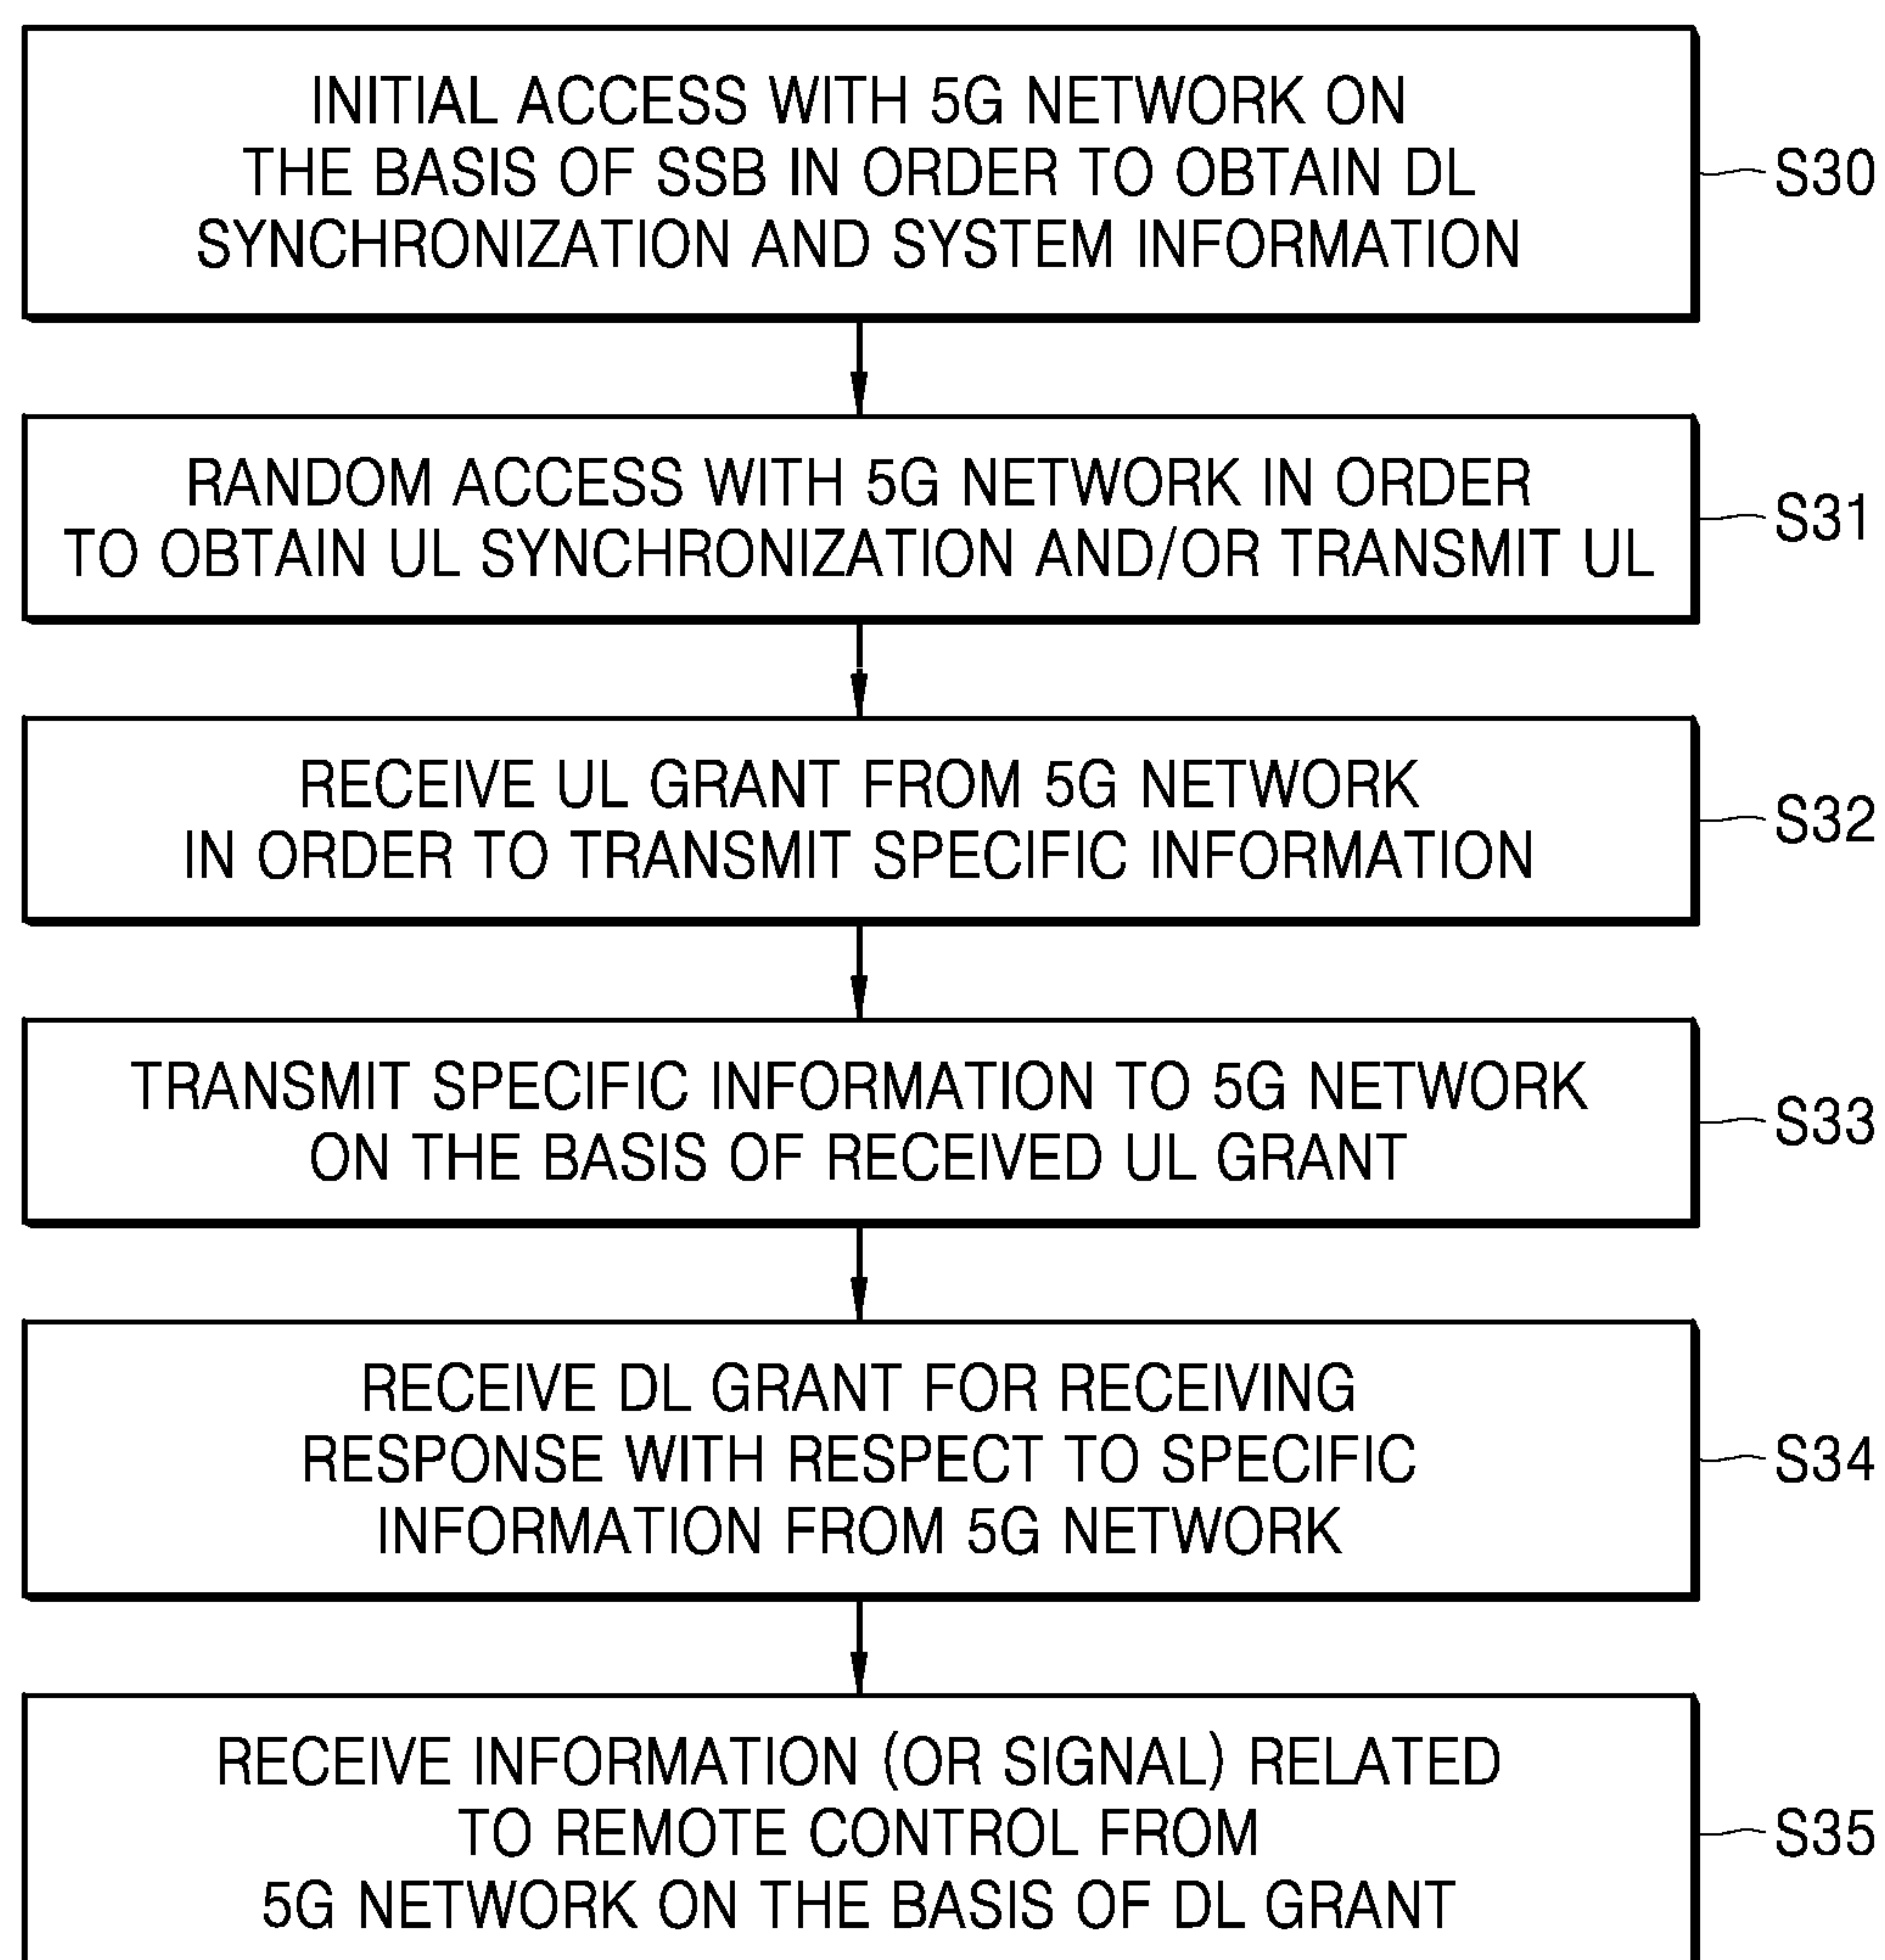 INITIAL ACCESS WITH 5G NETWORK ON
THE BASIS OF SSB IN ORDER TO OBTAIN DL
SYNCHRONIZATION AND SYSTEM INFORMATION
S30
RANDOM ACCESS WITH 5G NETWORK IN ORDER
TO OBTAIN UL SYNCHRONIZATION AND/OR TRANSMIT UL
S31
RECEIVE UL GRANT FROM 5G NETWORK
IN ORDER TO TRANSMIT SPECIFIC INFORMATION
S32
TRANSMIT SPECIFIC INFORMATION TO 5G NETWORK
ON THE BASIS OF RECEIVED UL GRANT
S33
RECEIVE DL GRANT FOR RECEIVING
RESPONSE WITH RESPECT TO SPECIFIC
INFORMATION FROM 5G NETWORK
S34
RECEIVE INFORMATION (OR SIGNAL) RELATED
TO REMOTE CONTROL FROM
5G NETWORK ON THE BASIS OF DL GRANT
S35